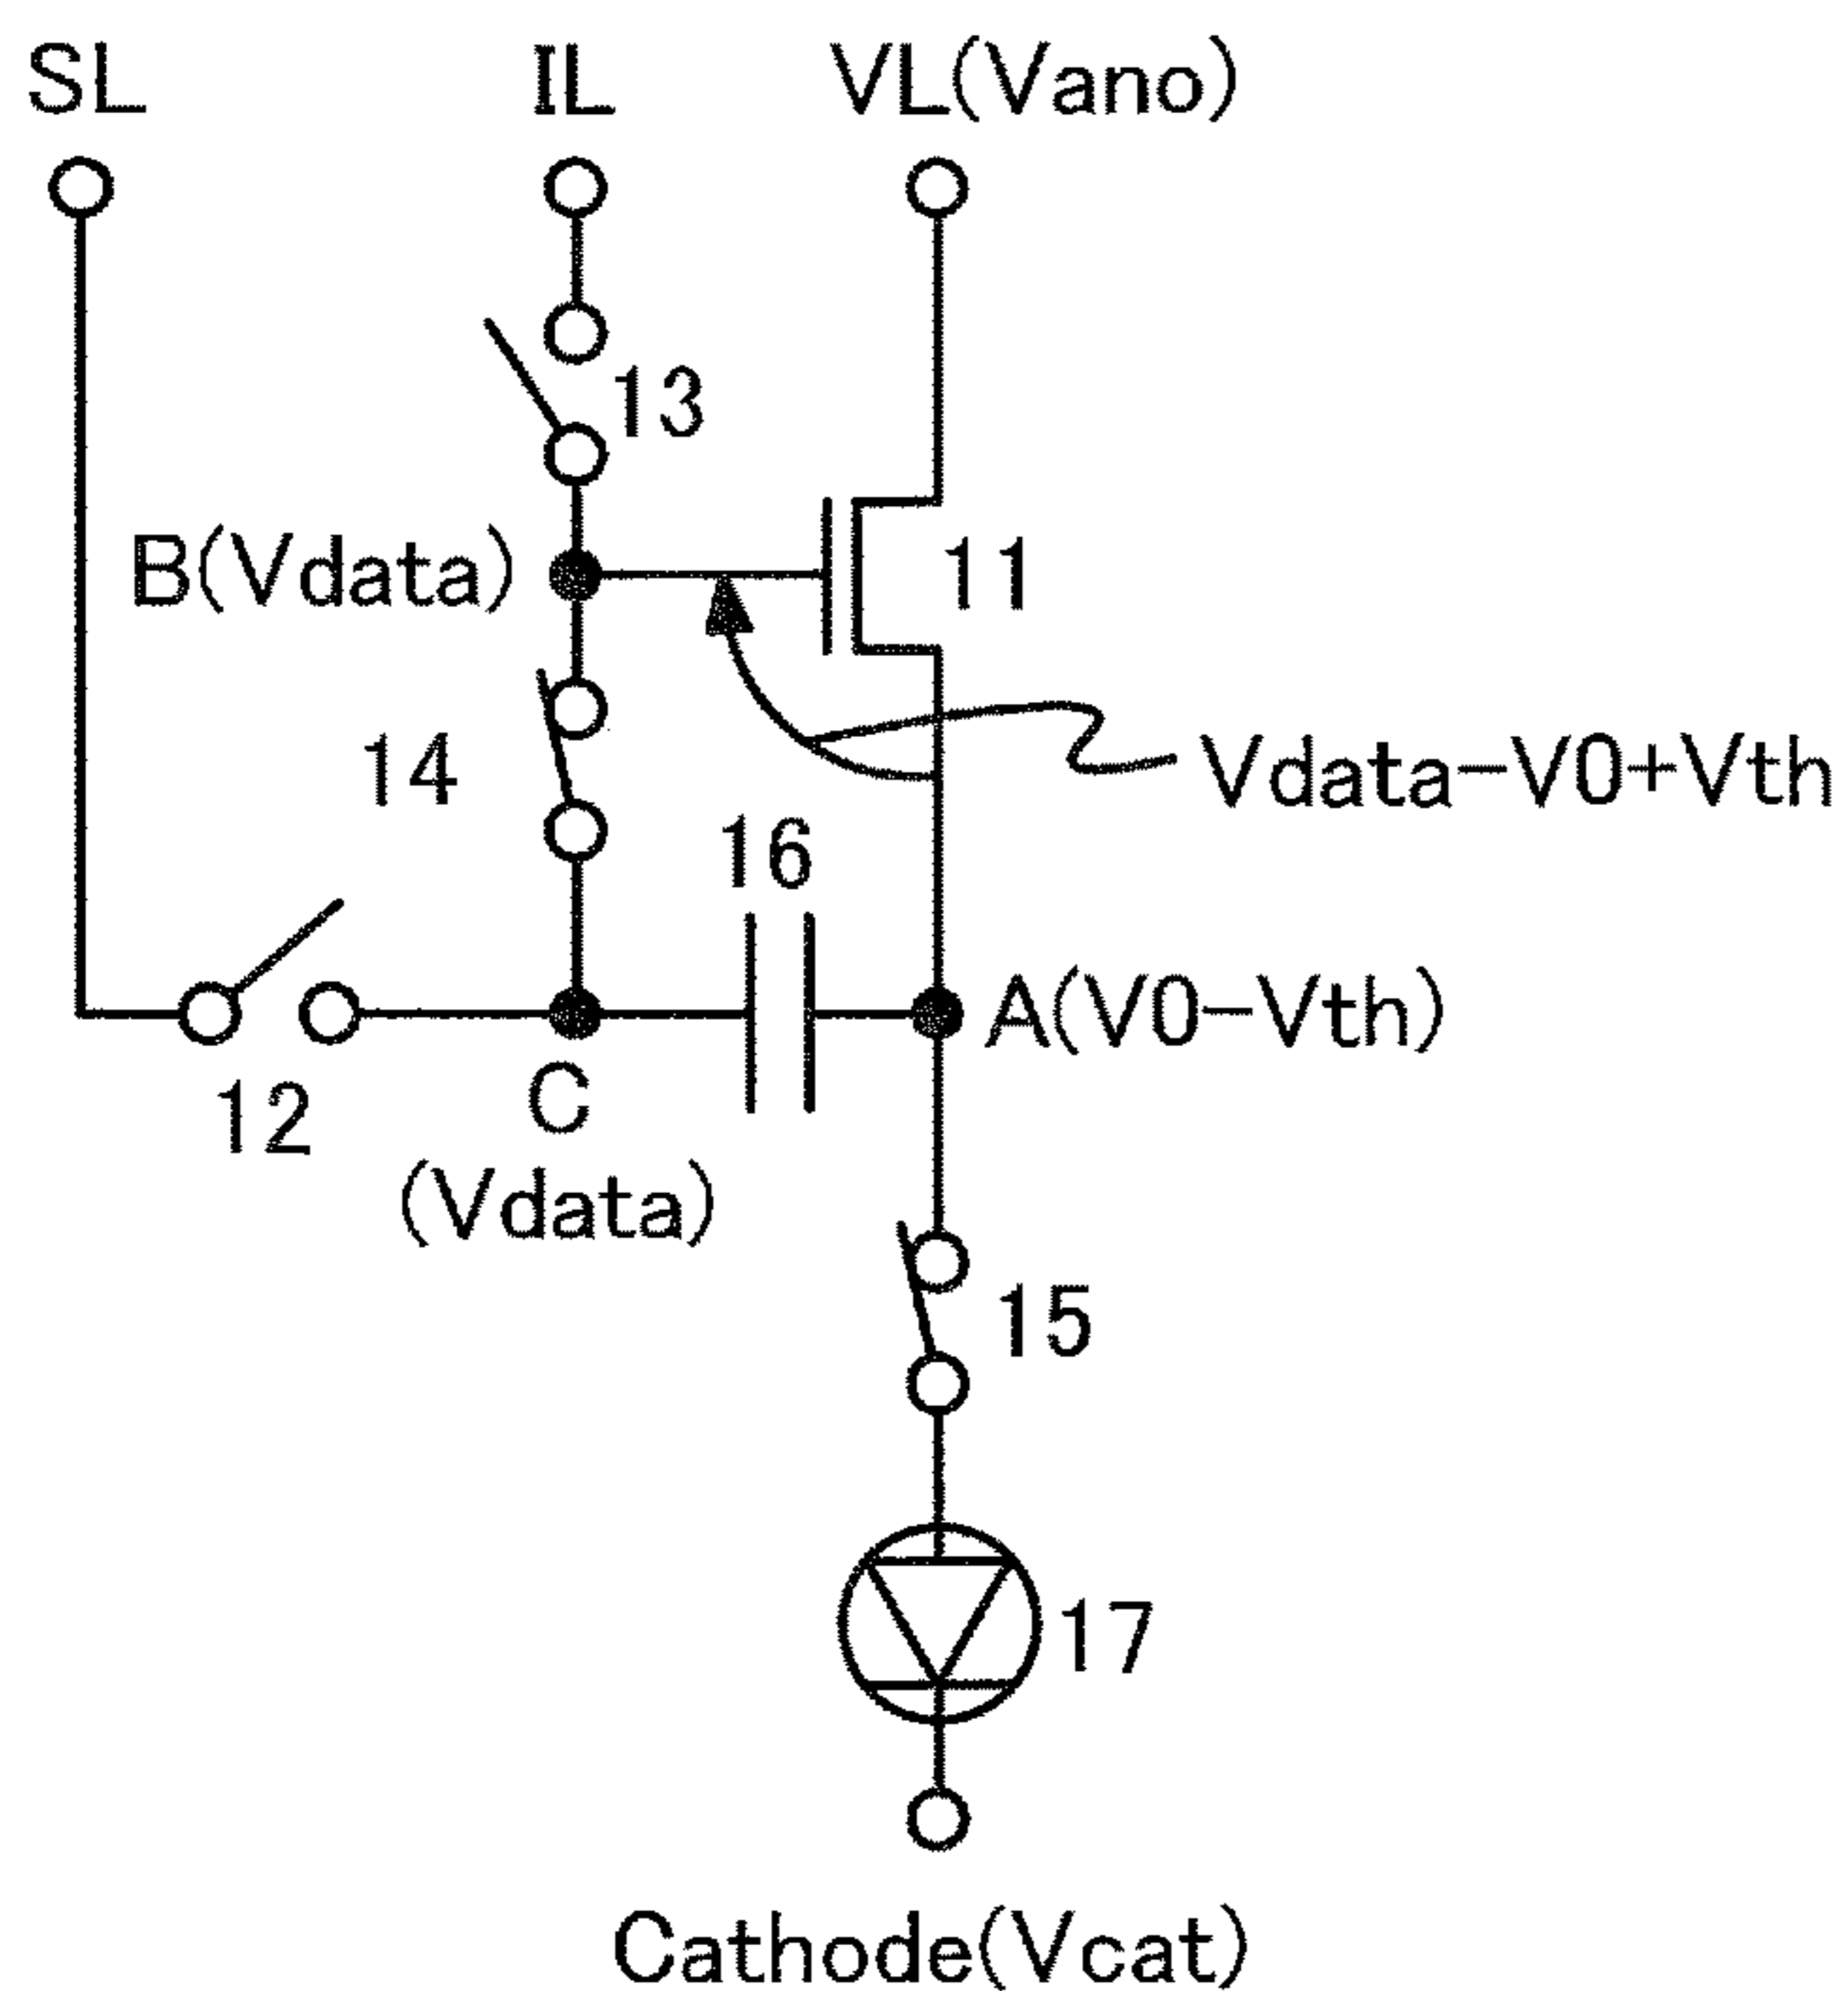 SL
IL
VL(Vano)
13
B(Vdata)
11
14
Vdata-V0+Vth
16
A(V0-Vth)
12
C
(Vdata)
15
17
Cathode(Vcat)